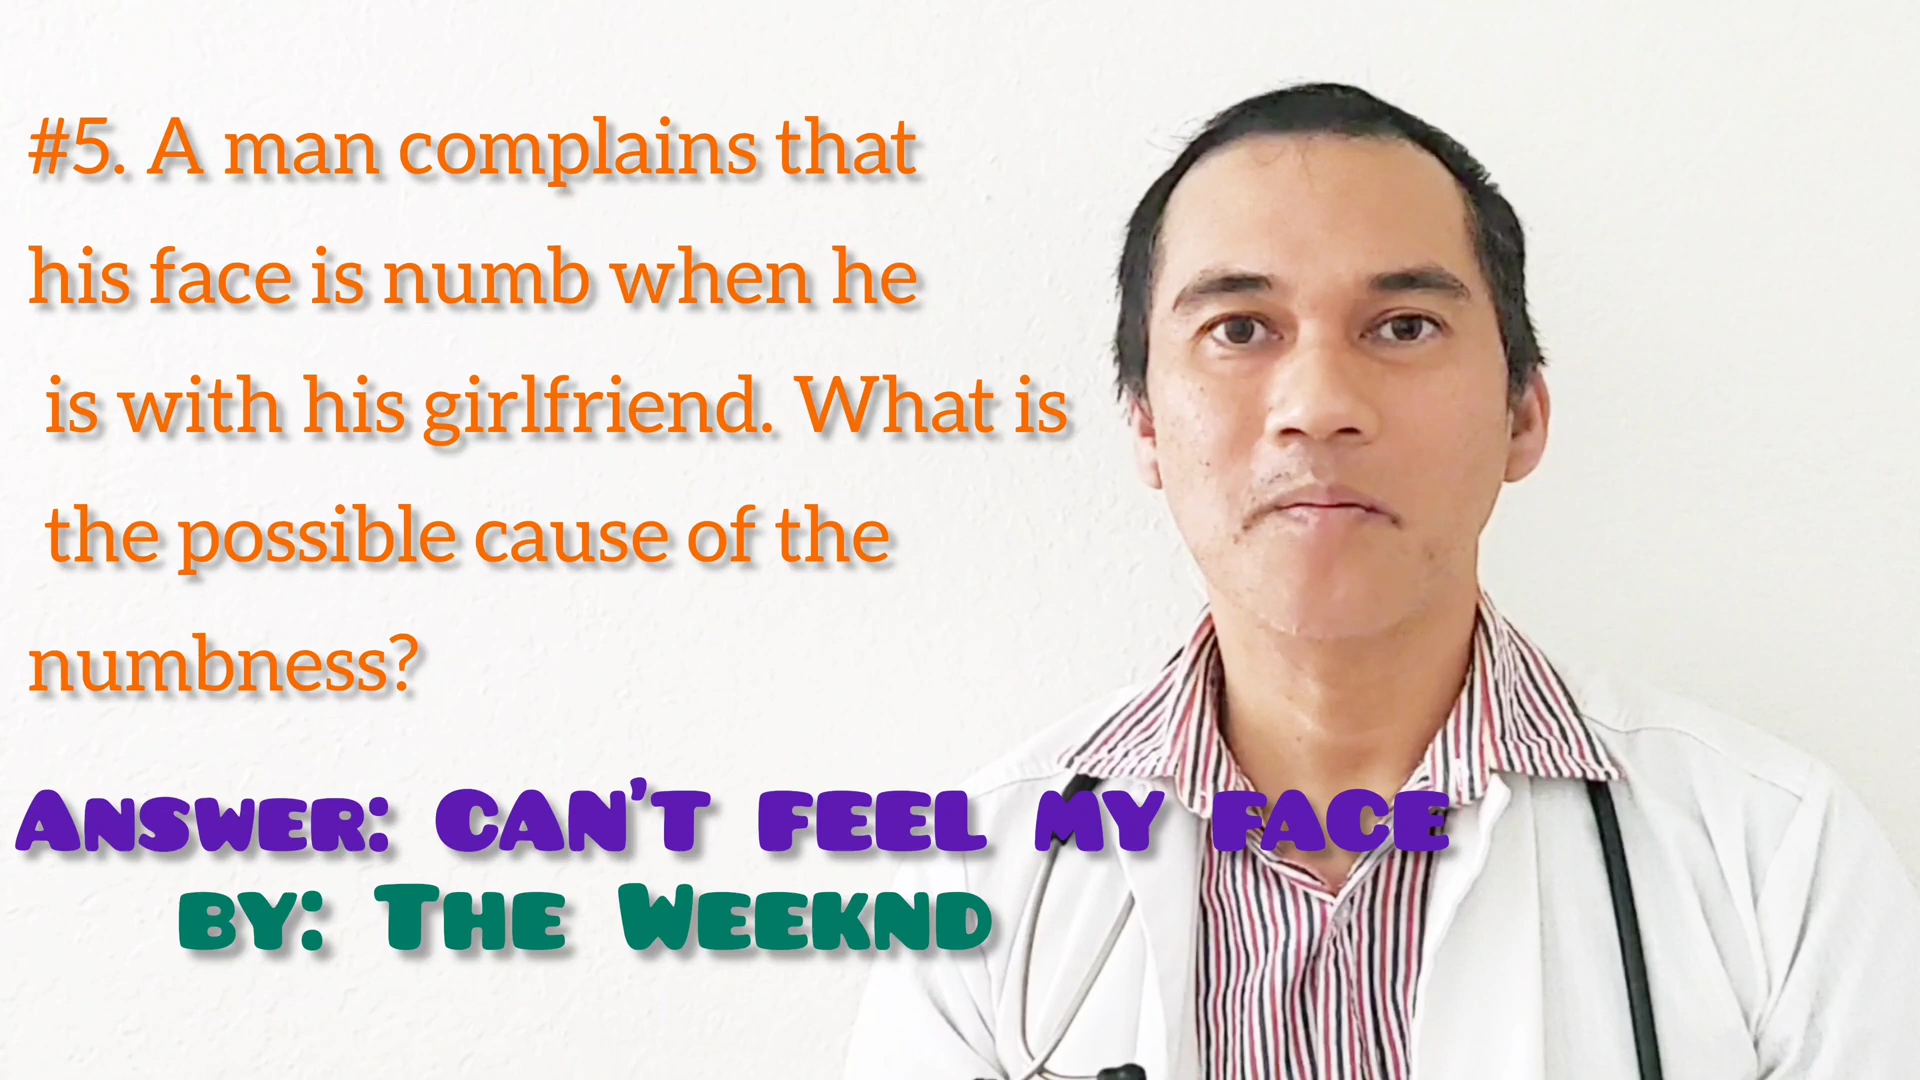 #5. A man complains that
his face is numb when he
is with his girlfriend. What is
the possible cause of the
numbness?
ANSWER: CAN'T FEEL MY FACE
BY: THE WEEKND